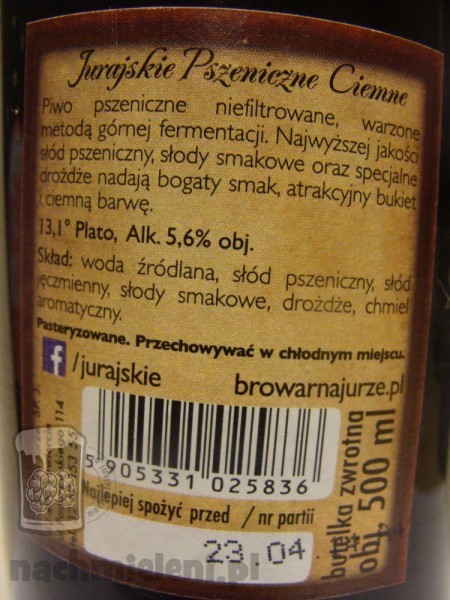 Jurajskie Pszeniczne Ciemne
Piwo pszeniczne niefiltrowane, warzone
metodą górnej fermentacji. Najwyższej jakości
słód pszeniczny, słody smakowe oraz specjalne
drożdże nadają bogaty smak, atrakcyjny bukiet
i ciemną barwę.
13,1° Plato, Alk. 5,6% obj.
Skład: woda źródlana, słód pszeniczny, słód
jęczmienny, słody smakowe, drożdże, chmiel
aromatyczny.
Pasteryzowane. Przechowywać w chłodnym miejscu.
f /jurajskie browarnajurze.pl
5 905331 025836
Najlepiej spożyć przed / nr partii
23.04.
butelka zwrotna
obj. 500 ml
114
nachmieleni.pl